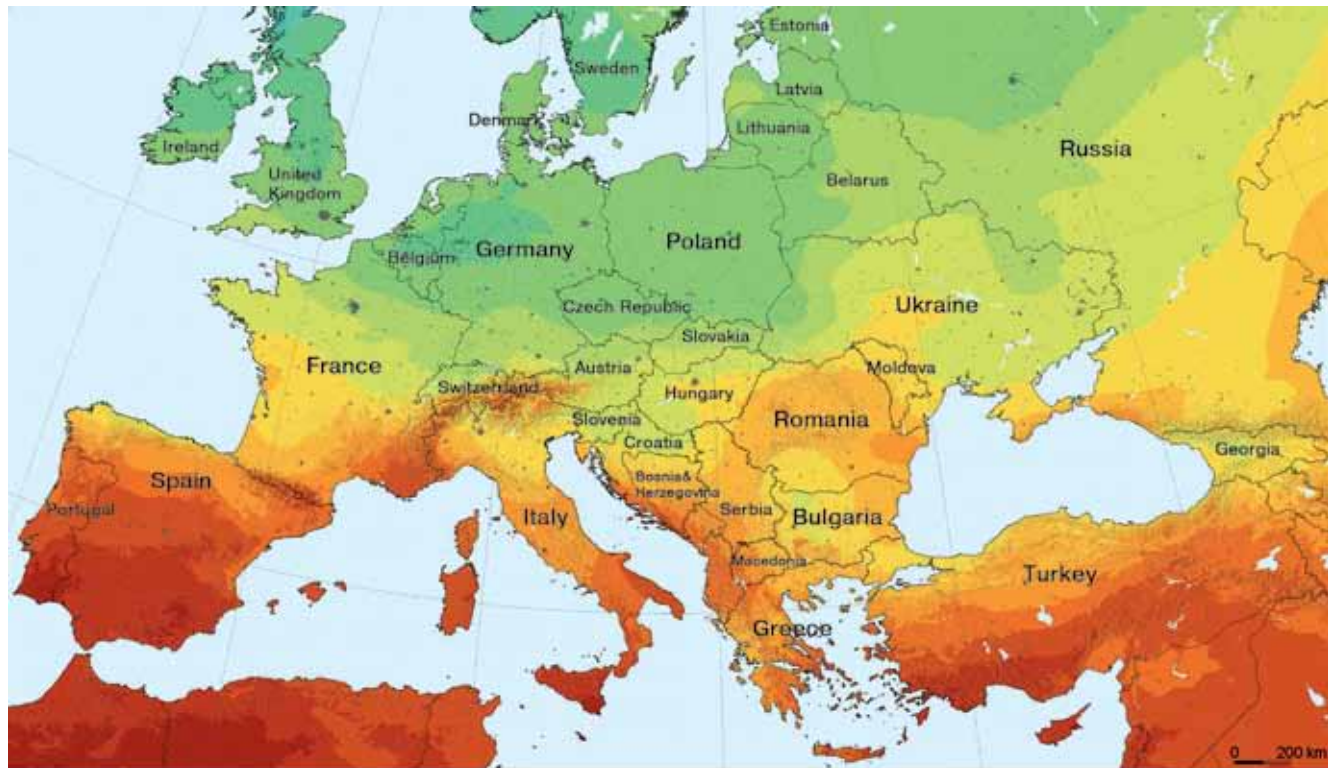 Estonia
Sweden
Latvia
Denmark
Lithuania
Ireland
Russia
United
Kingdom
Belarus
Belgium
Germany
Poland
Czech Republic
Ukraine
Slovakia
France
Austria
Moldova
Switzerland
Hungary
Slovenia
Romania
Croatia
Georgia
Spain
Bosnia&
Herzegovina
Portugal
Italy
Serbia
Bulgaria
Macedonia
Turkey
Greece
0 200 km